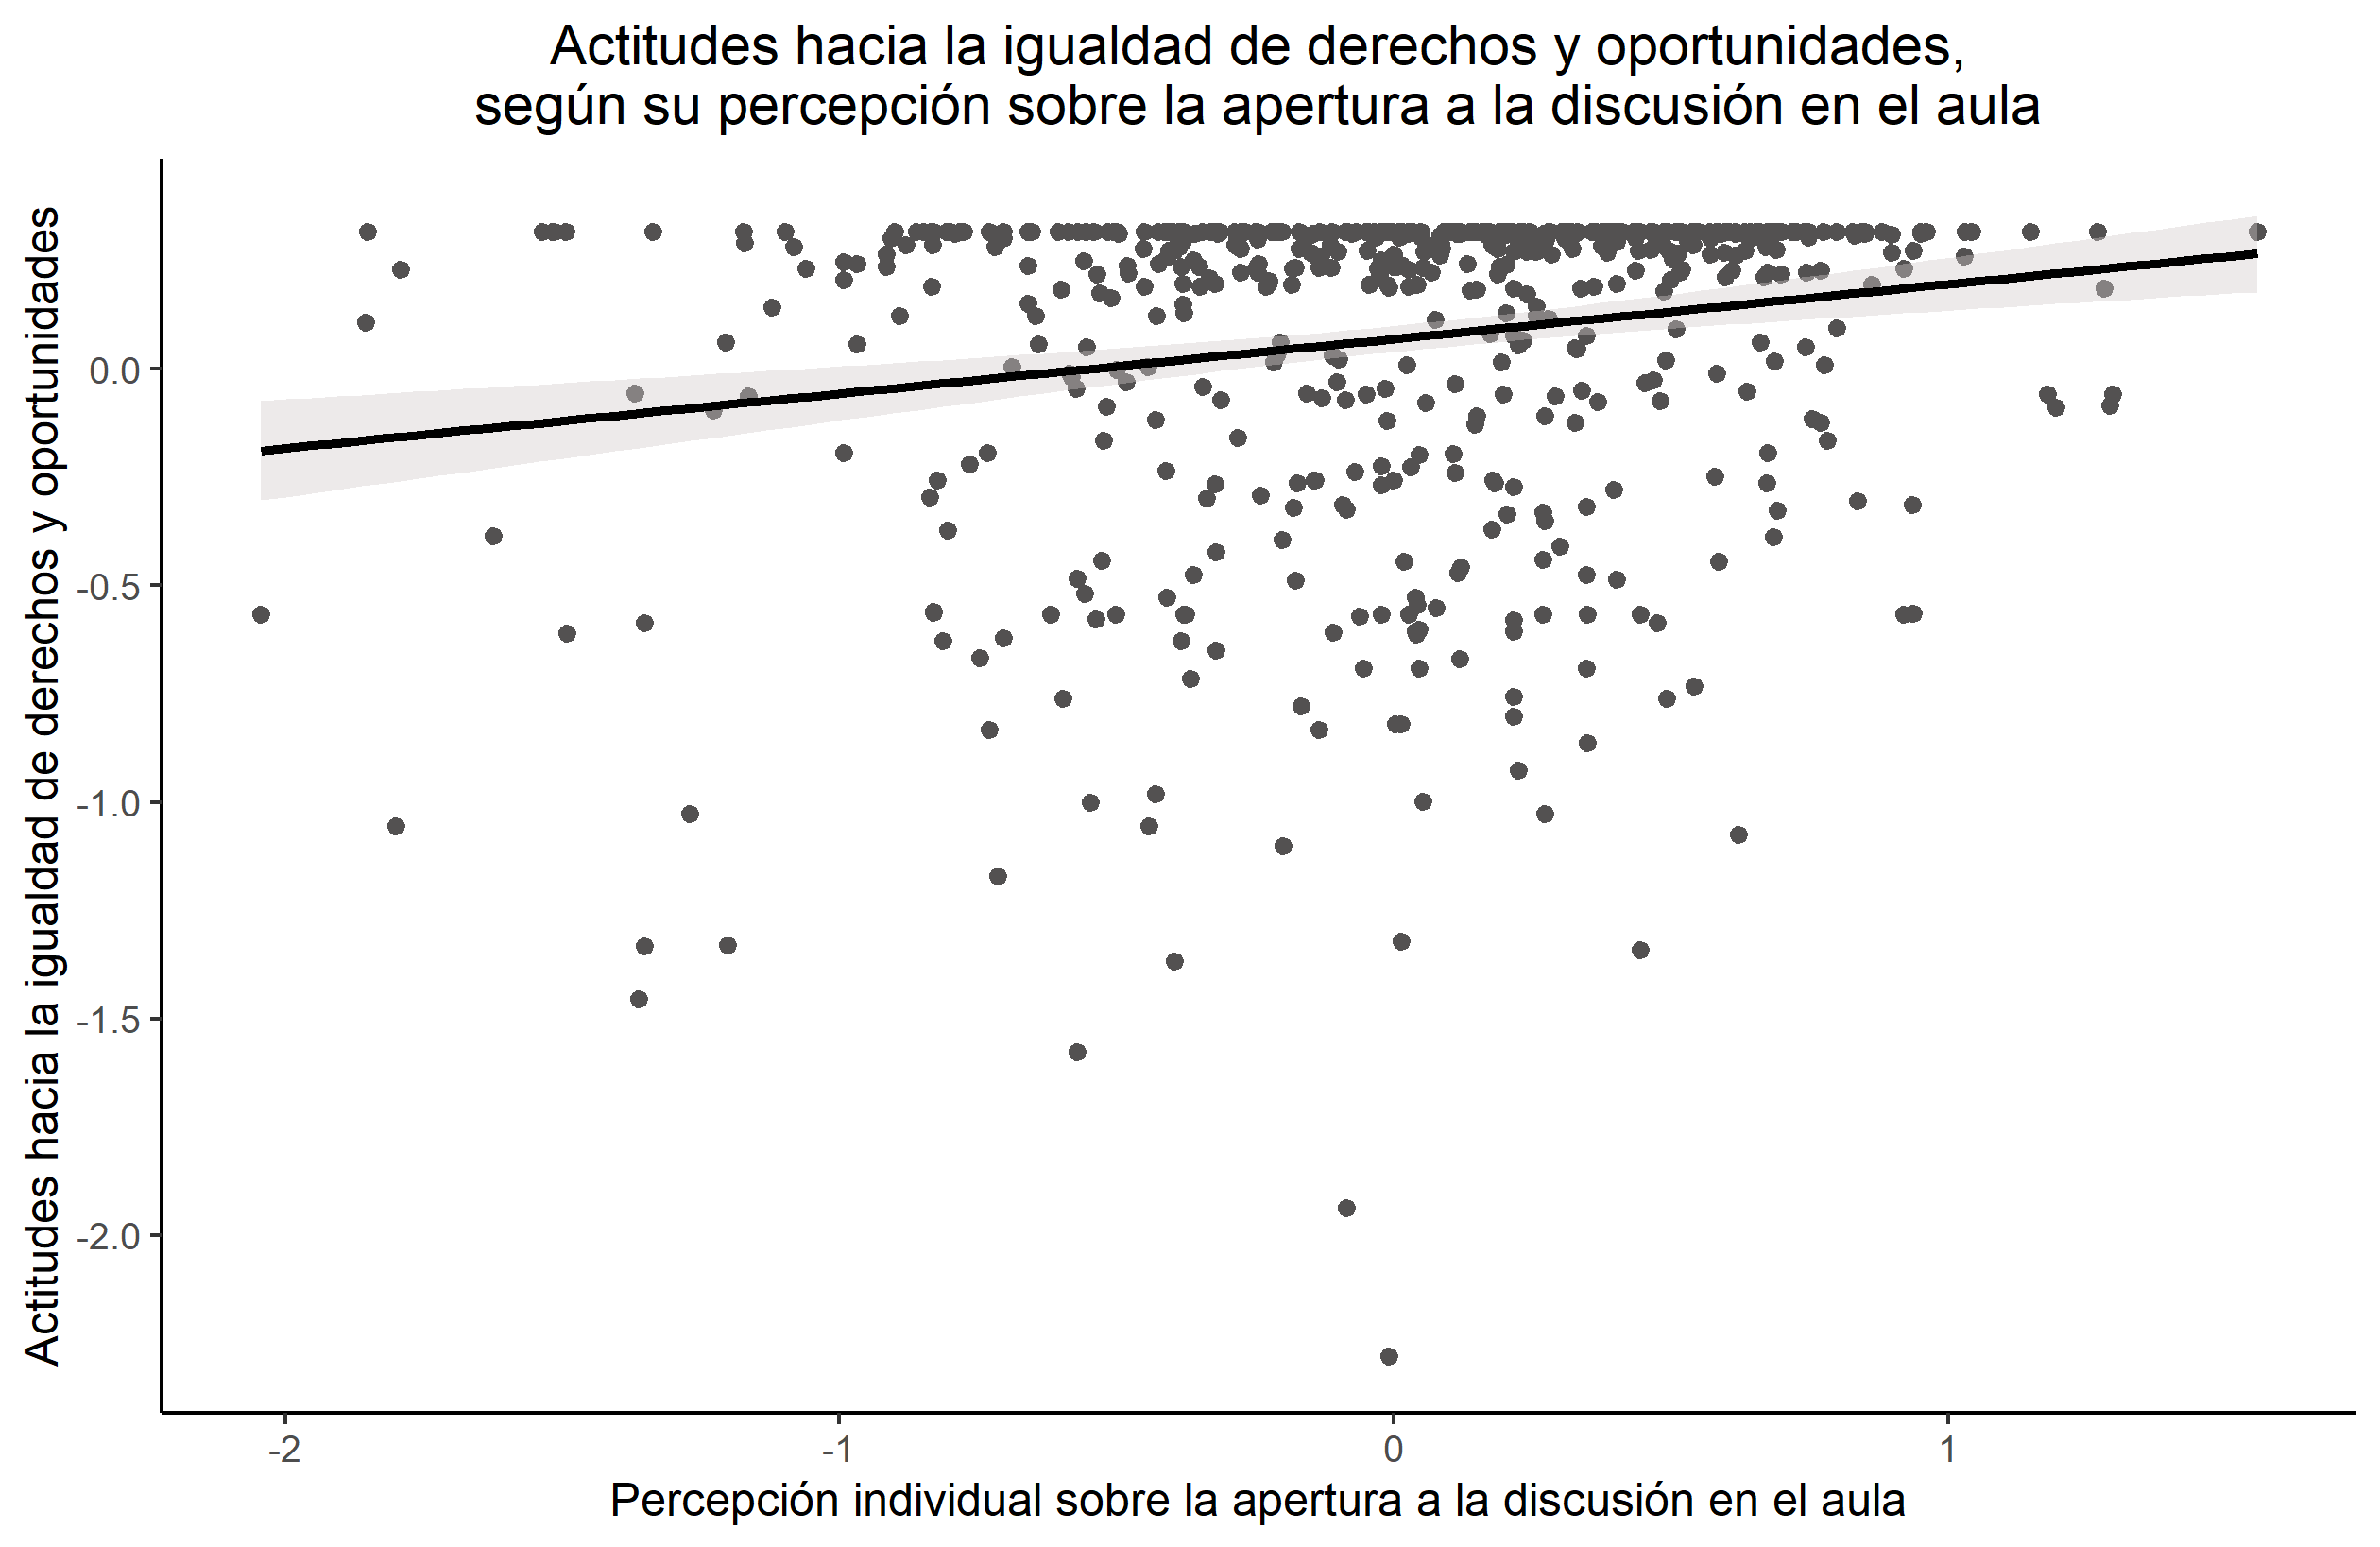 Actitudes hacia la igualdad de derechos y oportunidades,
según su percepción sobre la apertura a la discusión en el aula
Actitudes hacia la igualdad de derechos y oportunidades
0.0
-0.5
-1.0
-1.5
-2.0
-2
-1
0
1
Percepción individual sobre la apertura a la discusión en el aula